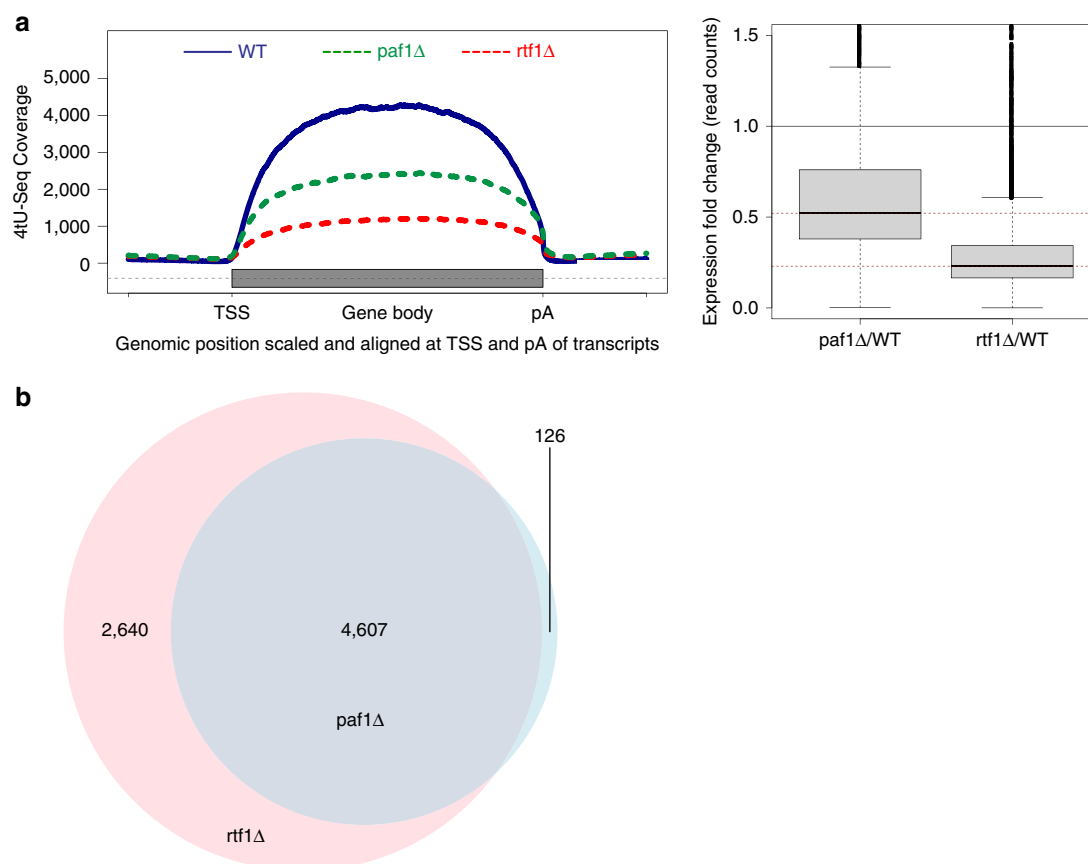 a
WT
paf1Δ
rtf1Δ
4tU-Seq Coverage
5,000
4,000
3,000
2,000
1,000
0
TSS
Gene body
pA
Genomic position scaled and aligned at TSS and pA of transcripts
Expression fold change (read counts)
1.5
1.0
0.5
0.0
paf1Δ/WT
rtf1Δ/WT
b
126
2,640
4,607
paf1Δ
rtf1Δ